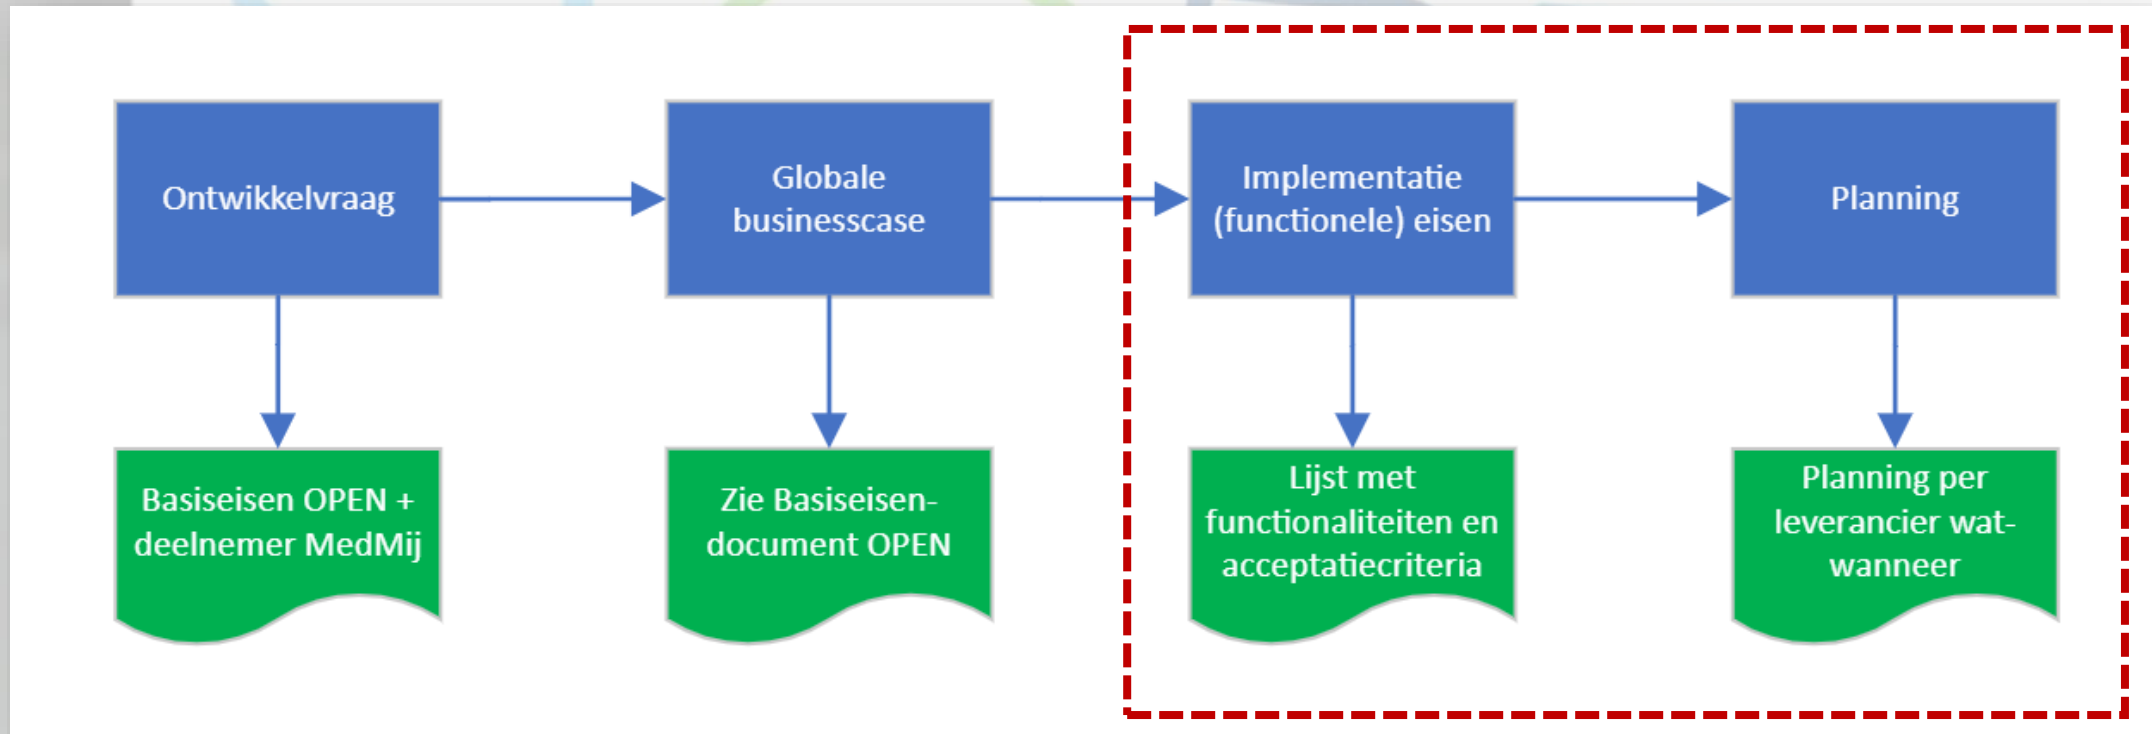 Ontwikkelvraag
Globale
businesscase
Implementatie
(functionele) eisen
Planning
Basiseisen OPEN +
deelnemer MedMij
Zie Basiseisen-
document OPEN
Lijst met
functionaliteiten en
acceptatiecriteria
Planning per
leverancier wat-
wanneer